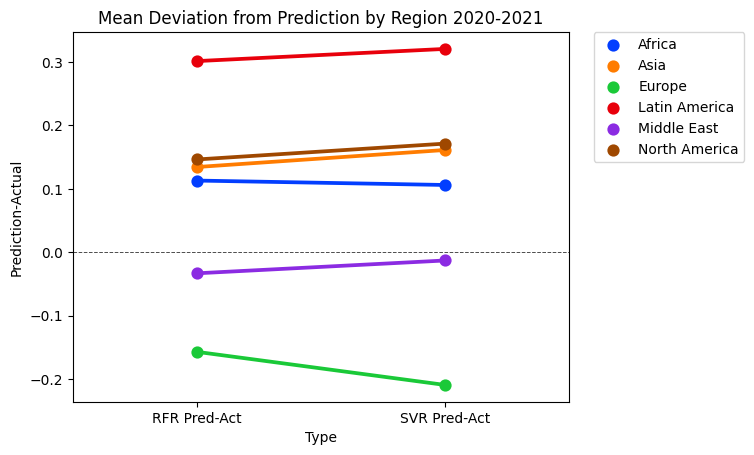 Mean Deviation from Prediction by Region 2020-2021
Prediction-Actual
0.3
0.2
0.1
0.0
−0.1
−0.2
RFR Pred-Act
SVR Pred-Act
Type
Africa
Asia
Europe
Latin America
Middle East
North America